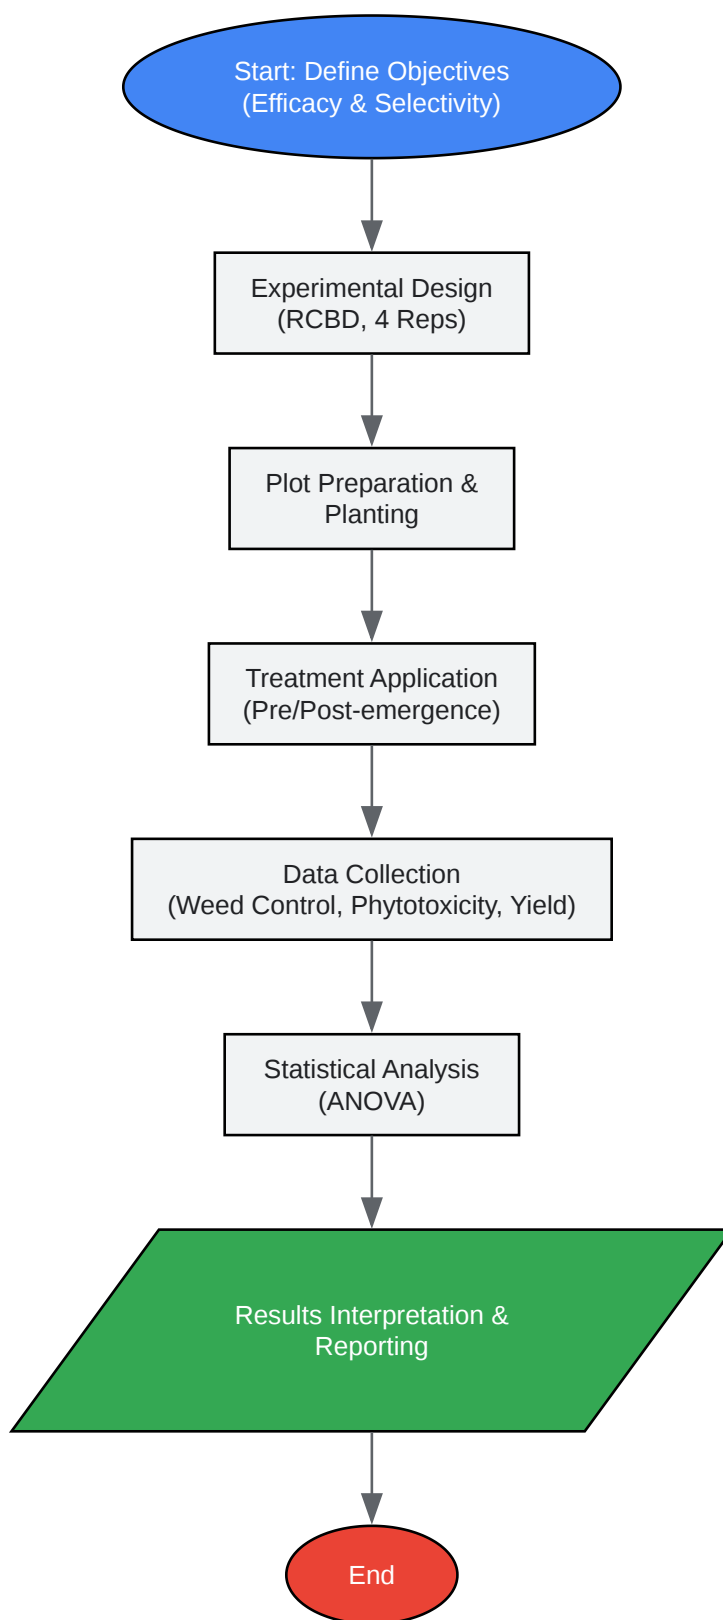 Start: Define Objectives
(Efficacy & Selectivity)
Experimental Design
(RCBD, 4 Reps)
Plot Preparation &
Planting
Treatment Application
(Pre/Post-emergence)
Data Collection
(Weed Control, Phytotoxicity, Yield)
Statistical Analysis
(ANOVA)
Results Interpretation &
Reporting
End